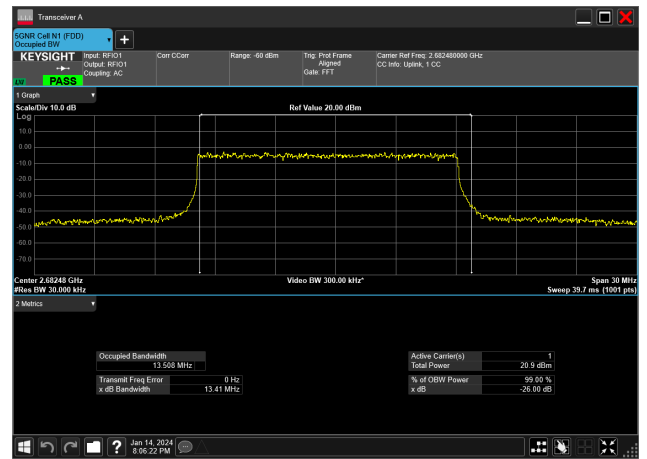 Transceiver A
5GNR Cell N1 (FDD)
Occupied BW
KEYSIGHT
LW
PASS
Input: RFIO1
Output: RFIO1
Coupling: AC
Corr CCorr
Range: -60 dBm
Trig: Prot Frame
Aligned
Gate: FFT
Carrier Ref Freq: 2.682480000 GHz
CC Info: Uplink, 1 CC
1 Graph
Scale/Div 10.0 dB
Ref Value 20.00 dBm
Log
10.0
0.00
-10.0
-20.0
-30.0
-40.0
-50.0
-60.0
-70.0
Center 2.68248 GHz
Video BW 300.00 kHz*
Span 30 MHz
#Res BW 30.000 kHz
Sweep 39.7 ms (1001 pts)
2 Metrics
Occupied Bandwidth
13.508 MHz
Transmit Freq Error 0 Hz
x dB Bandwidth 13.41 MHz
Active Carrier(s) 1
Total Power 20.9 dBm
% of OBW Power 99.00 %
x dB -26.00 dB
Jan 14, 2024
8:06:22 PM